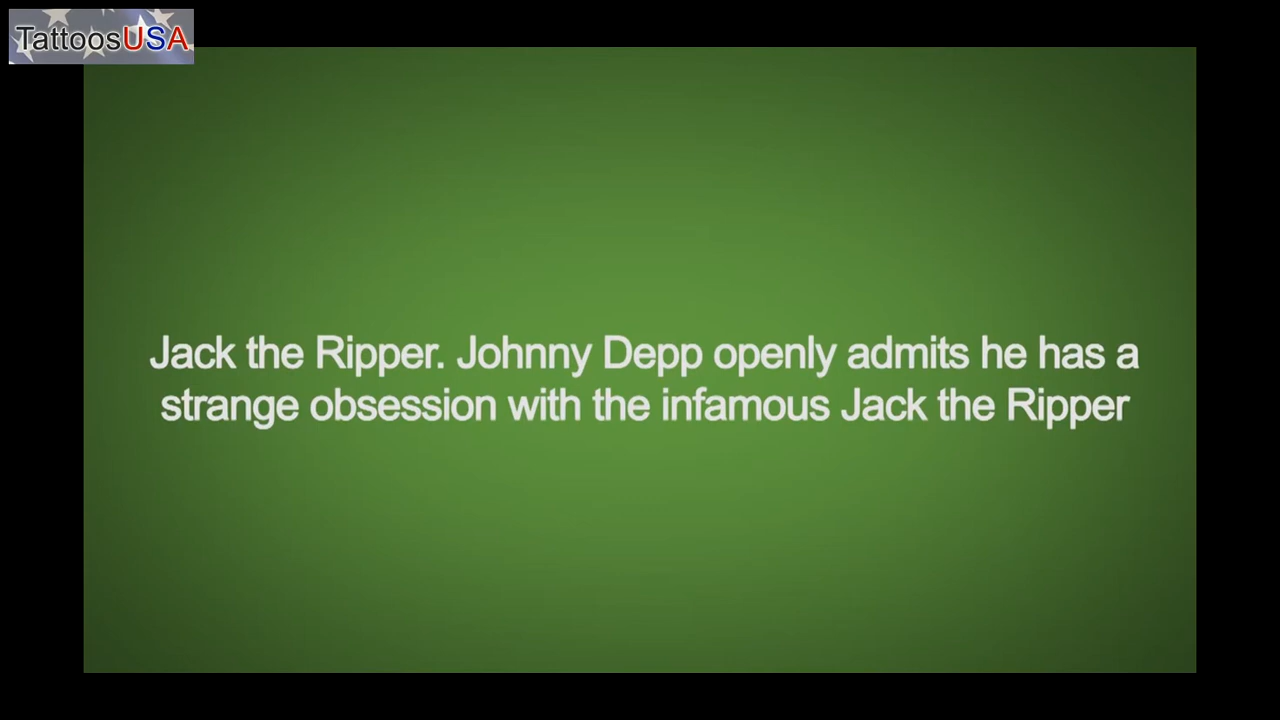 TattoosUSA
Jack the Ripper. Johnny Depp openly admits he has a
strange obsession with the infamous Jack the Ripper